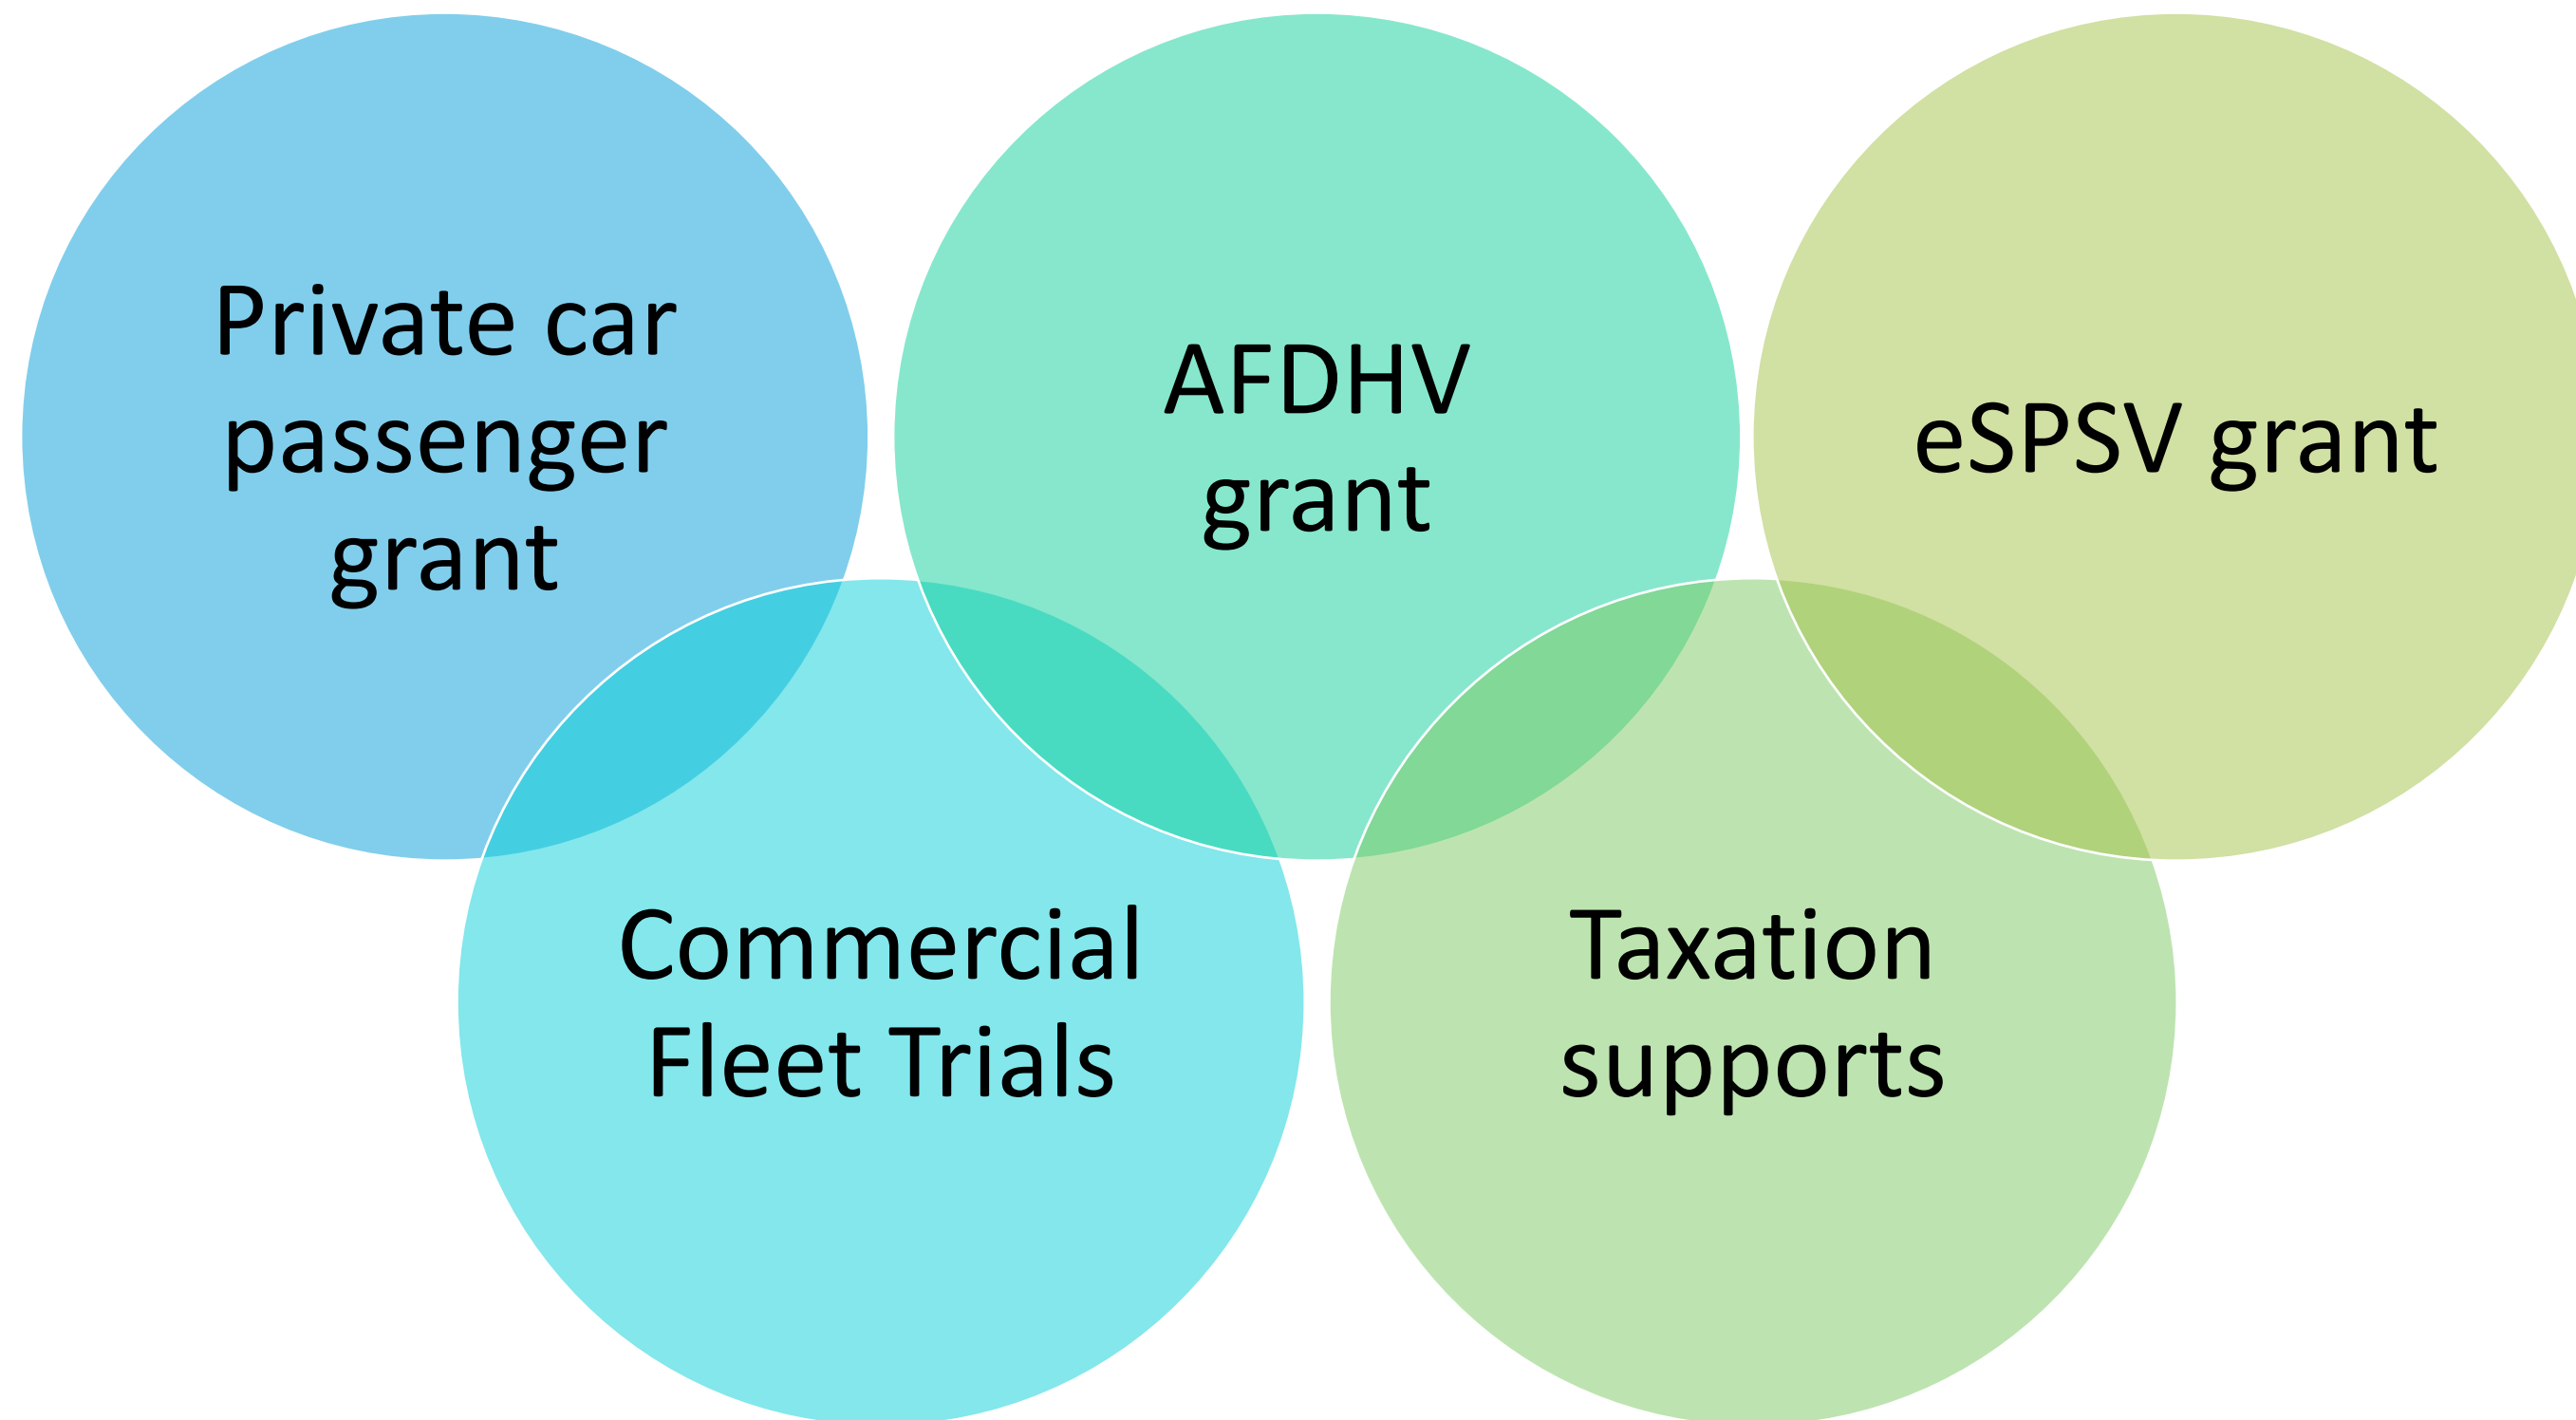 Private car
passenger
grant
Commercial
Fleet Trials
AFDHV
grant
Taxation
supports
eSPSV grant